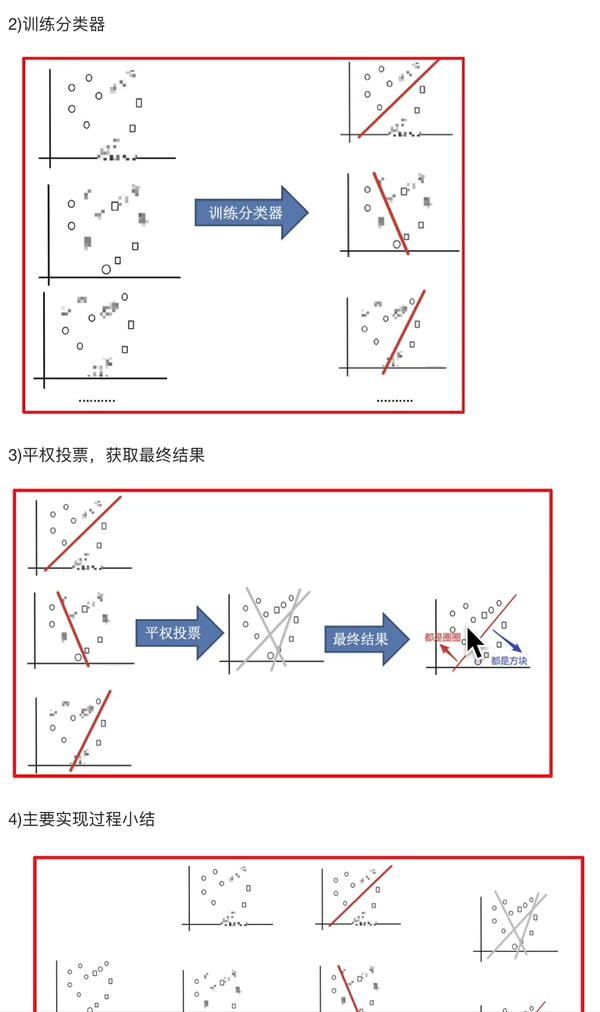 2)训练分类器
训练分类器
..........
..........
3)平权投票，获取最终结果
平权投票
最终结果
都是圈圈
都是方块
4)主要实现过程小结